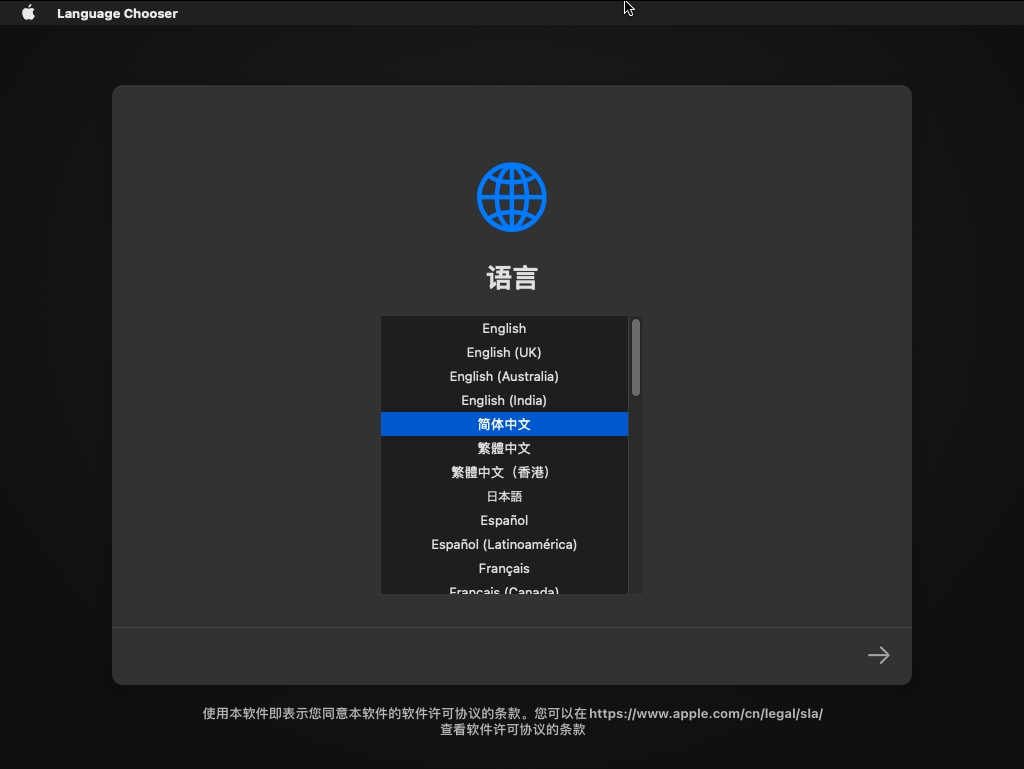 Language Chooser
语言
English
English (UK)
English (Australia)
English (India)
简体中文
繁體中文
繁體中文（香港）
日本語
Español
Español (Latinoamérica)
Français
Français (Canada)
使用本软件即表示您同意本软件的软件许可协议的条款。您可以在 https://www.apple.com/cn/legal/sla/
查看软件许可协议的条款